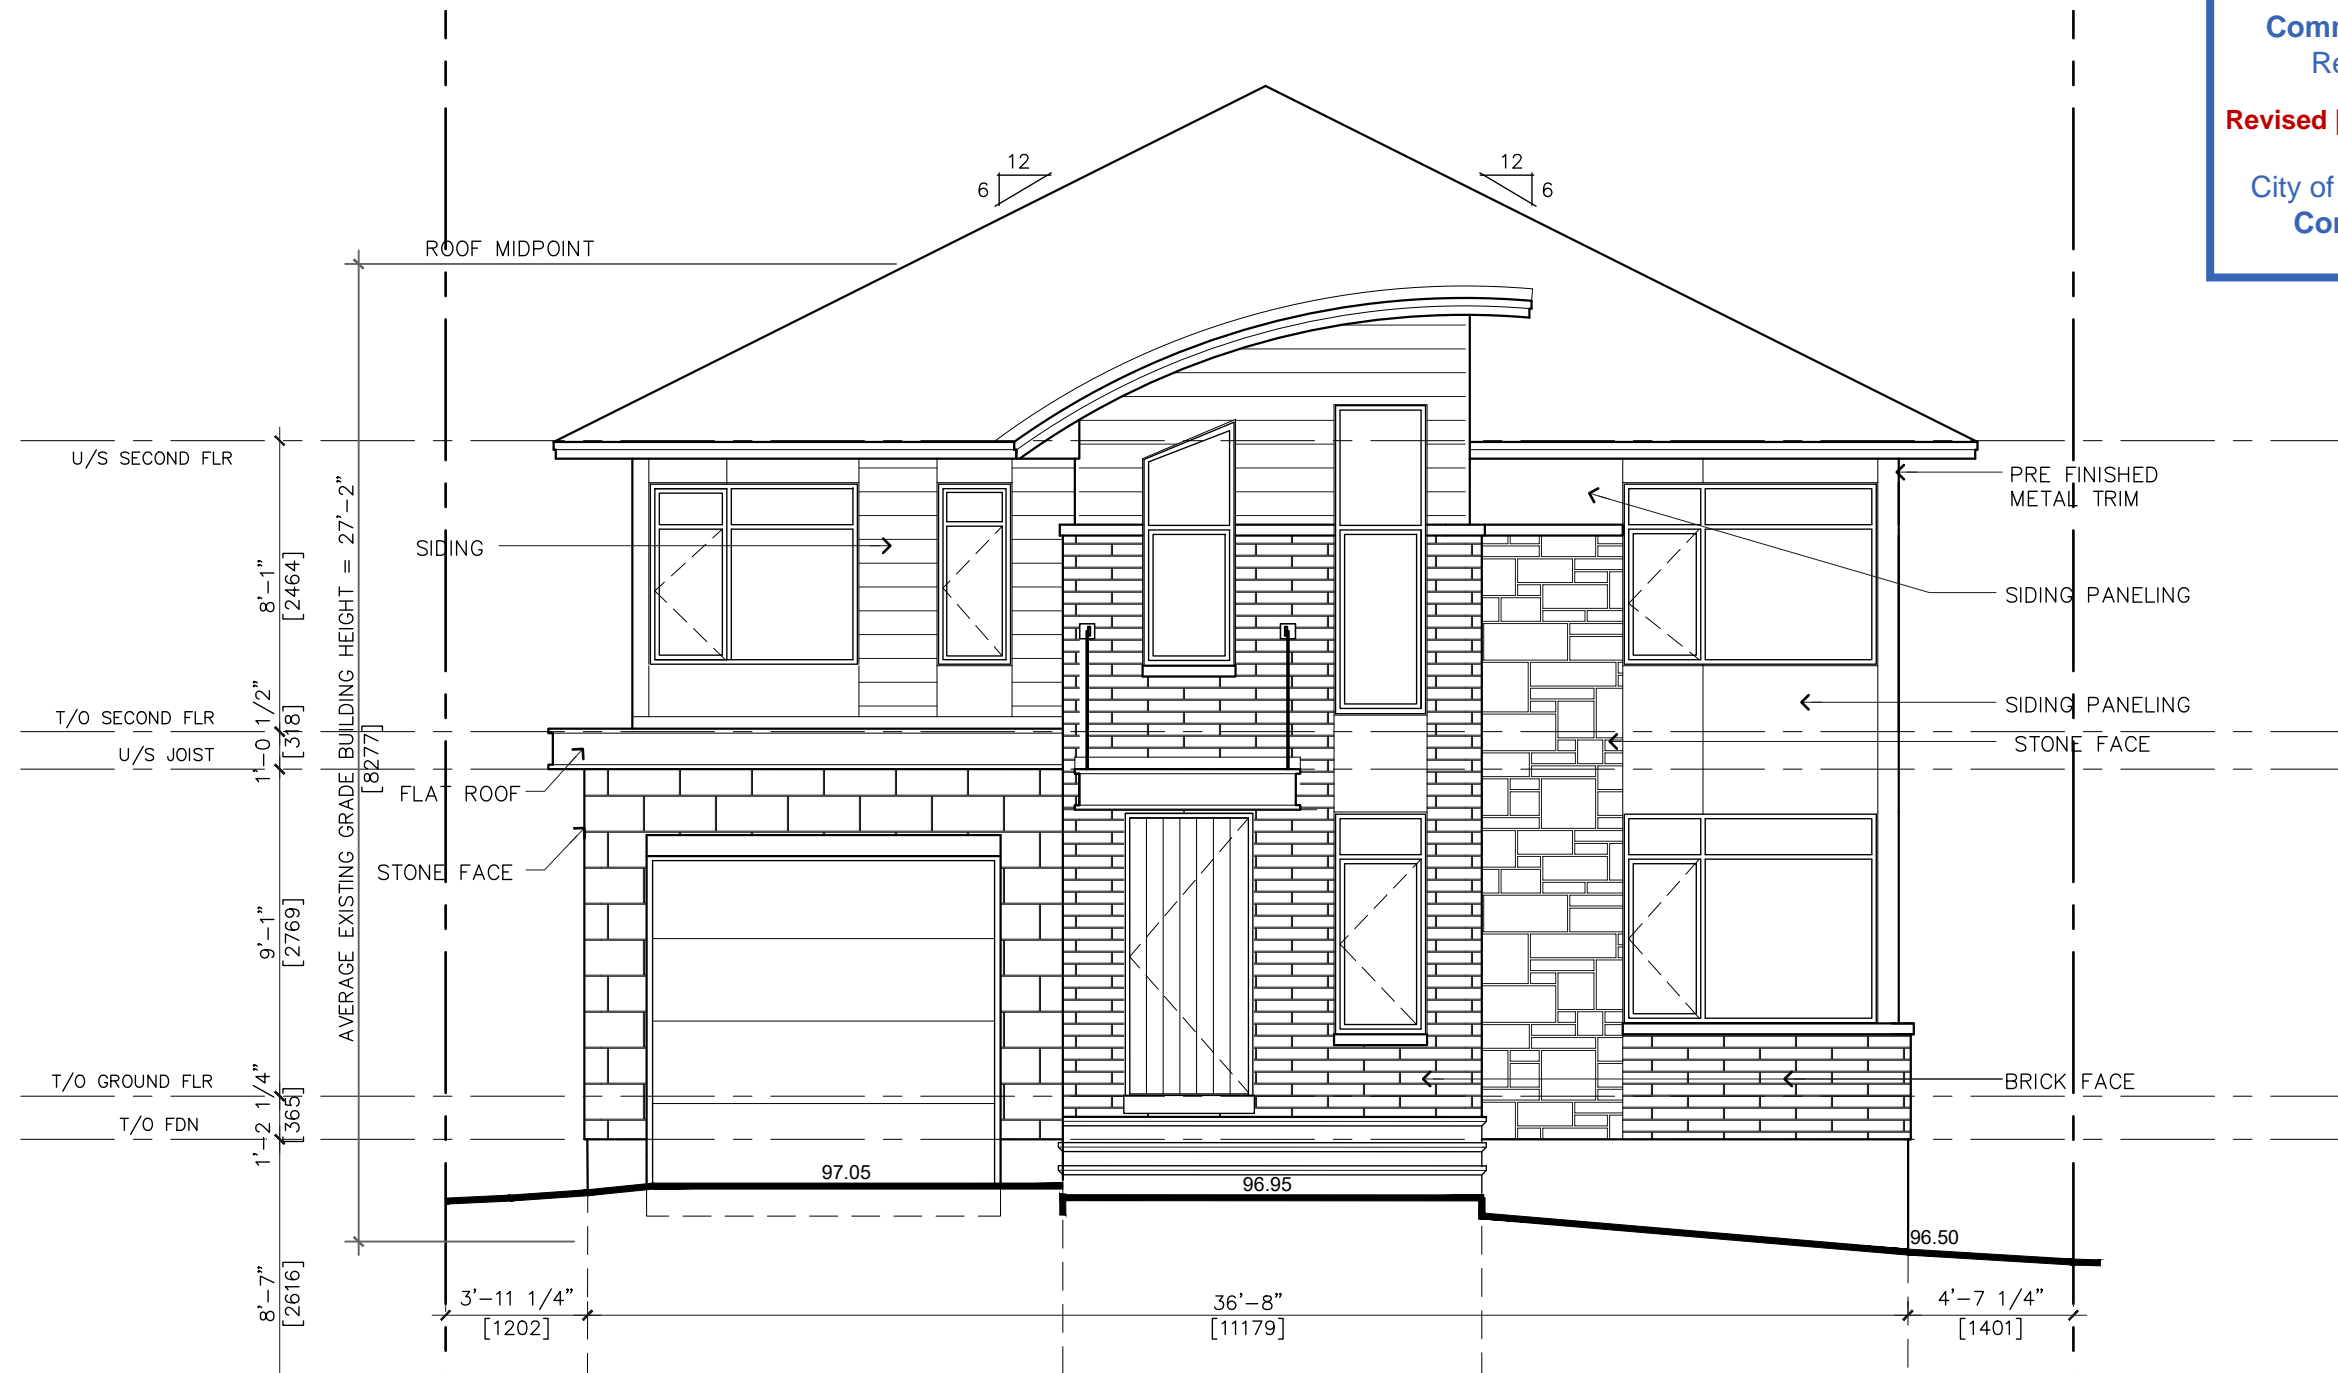 Comm
Re
Revised |
City of
Cor
12
6
12
6
ROOF MIDPOINT
U/S SECOND FLR
PRE FINISHED
METAL TRIM
SIDING
SIDING PANELING
SIDING PANELING
STONE FACE
T/O SECOND FLR
U/S JOIST
FLAT ROOF
STONE FACE
T/O GROUND FLR
T/O FDN
BRICK FACE
8'-1"
[2464]
1'-0 1/2"
[318]
9'-1"
[2769]
1'-2 1/4"
[365]
8'-7"
[2616]
AVERAGE EXISTING GRADE BUILDING HEIGHT = 27'-2"
[8277]
97.05
96.95
96.50
3'-11 1/4"
[1202]
36'-8"
[11179]
4'-7 1/4"
[1401]